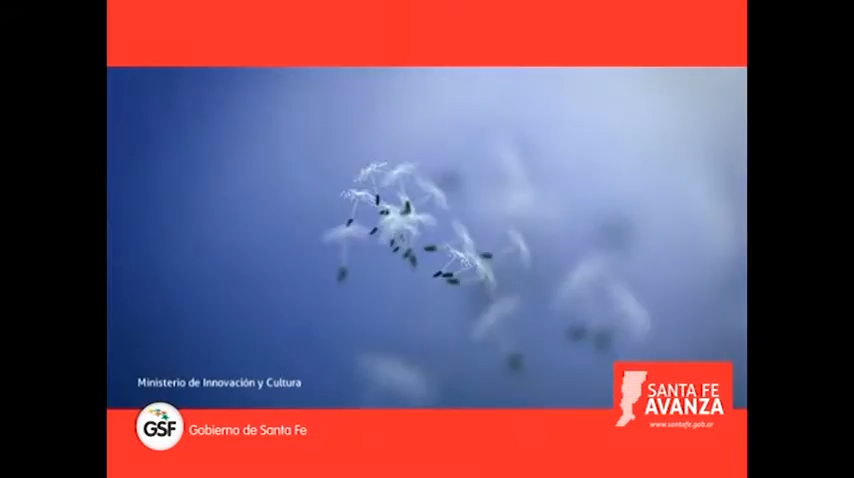 Ministerio de Innovación y Cultura
GSF
Gobierno de Santa Fe
SANTA FE
AVANZA
www.santafe.gob.ar